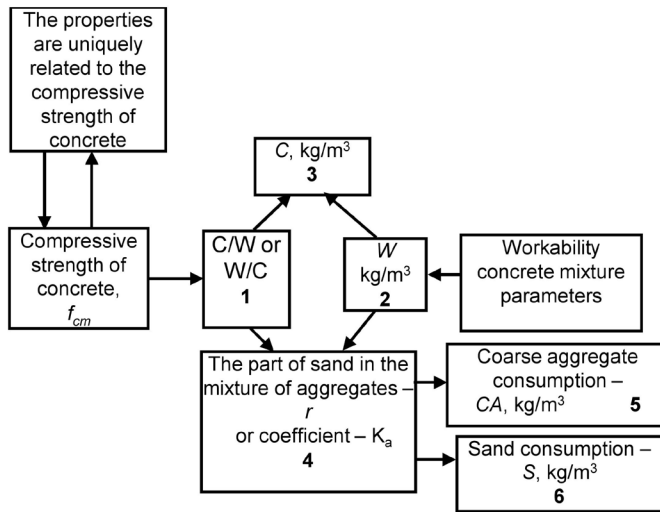 The properties
are uniquely
related to the
compressive
strength of
concrete
C, kg/m³
3
Compressive
strength of
concrete,
fcm
C/W or
W/C
1
W
kg/m³
2
Workability
concrete mixture
parameters
The part of sand in the
mixture of aggregates –
r
or coefficient – Ka
4
Coarse aggregate
consumption –
CA, kg/m³ 5
Sand consumption –
S, kg/m³
6